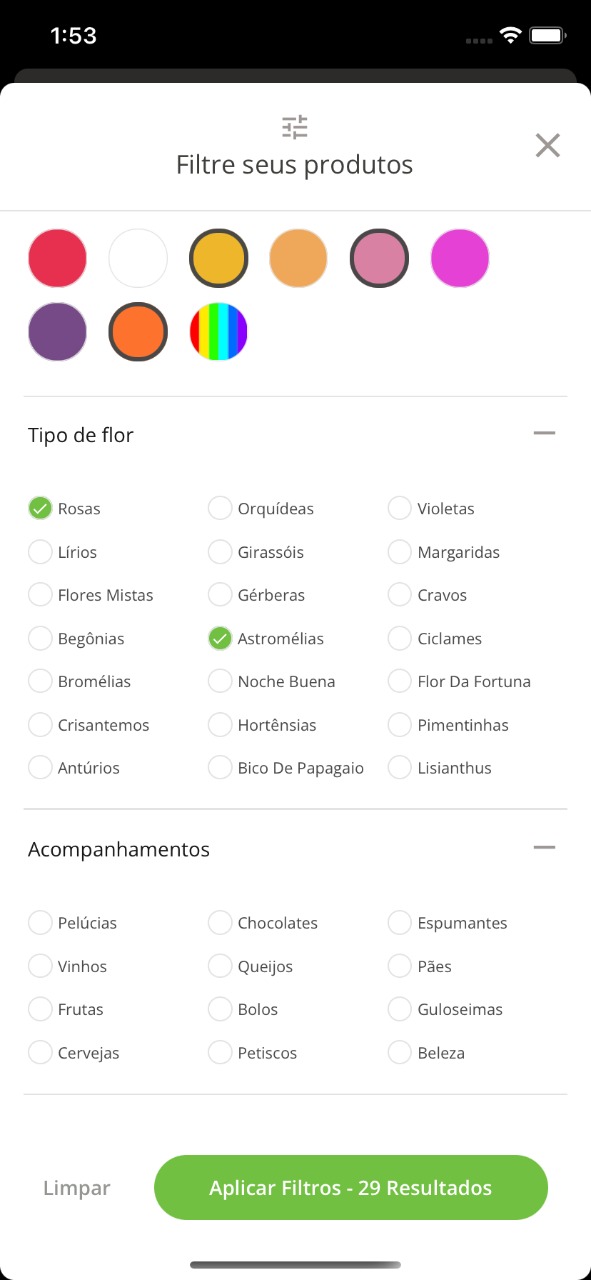 1:53
Filtre seus produtos
Tipo de flor
Rosas Orquídeas Violetas
Lírios Girassóis Margaridas
Flores Mistas Gérberas Cravos
Begônias Astromélias Ciclames
Bromélias Noche Buena Flor Da Fortuna
Crisantemos Hortênsias Pimentinhas
Antúrios Bico De Papagaio Lisianthus
Acompanhamentos
Pelúcias Chocolates Espumantes
Vinhos Queijos Pães
Frutas Bolos Guloseimas
Cervejas Petiscos Beleza
Limpar Aplicar Filtros - 29 Resultados